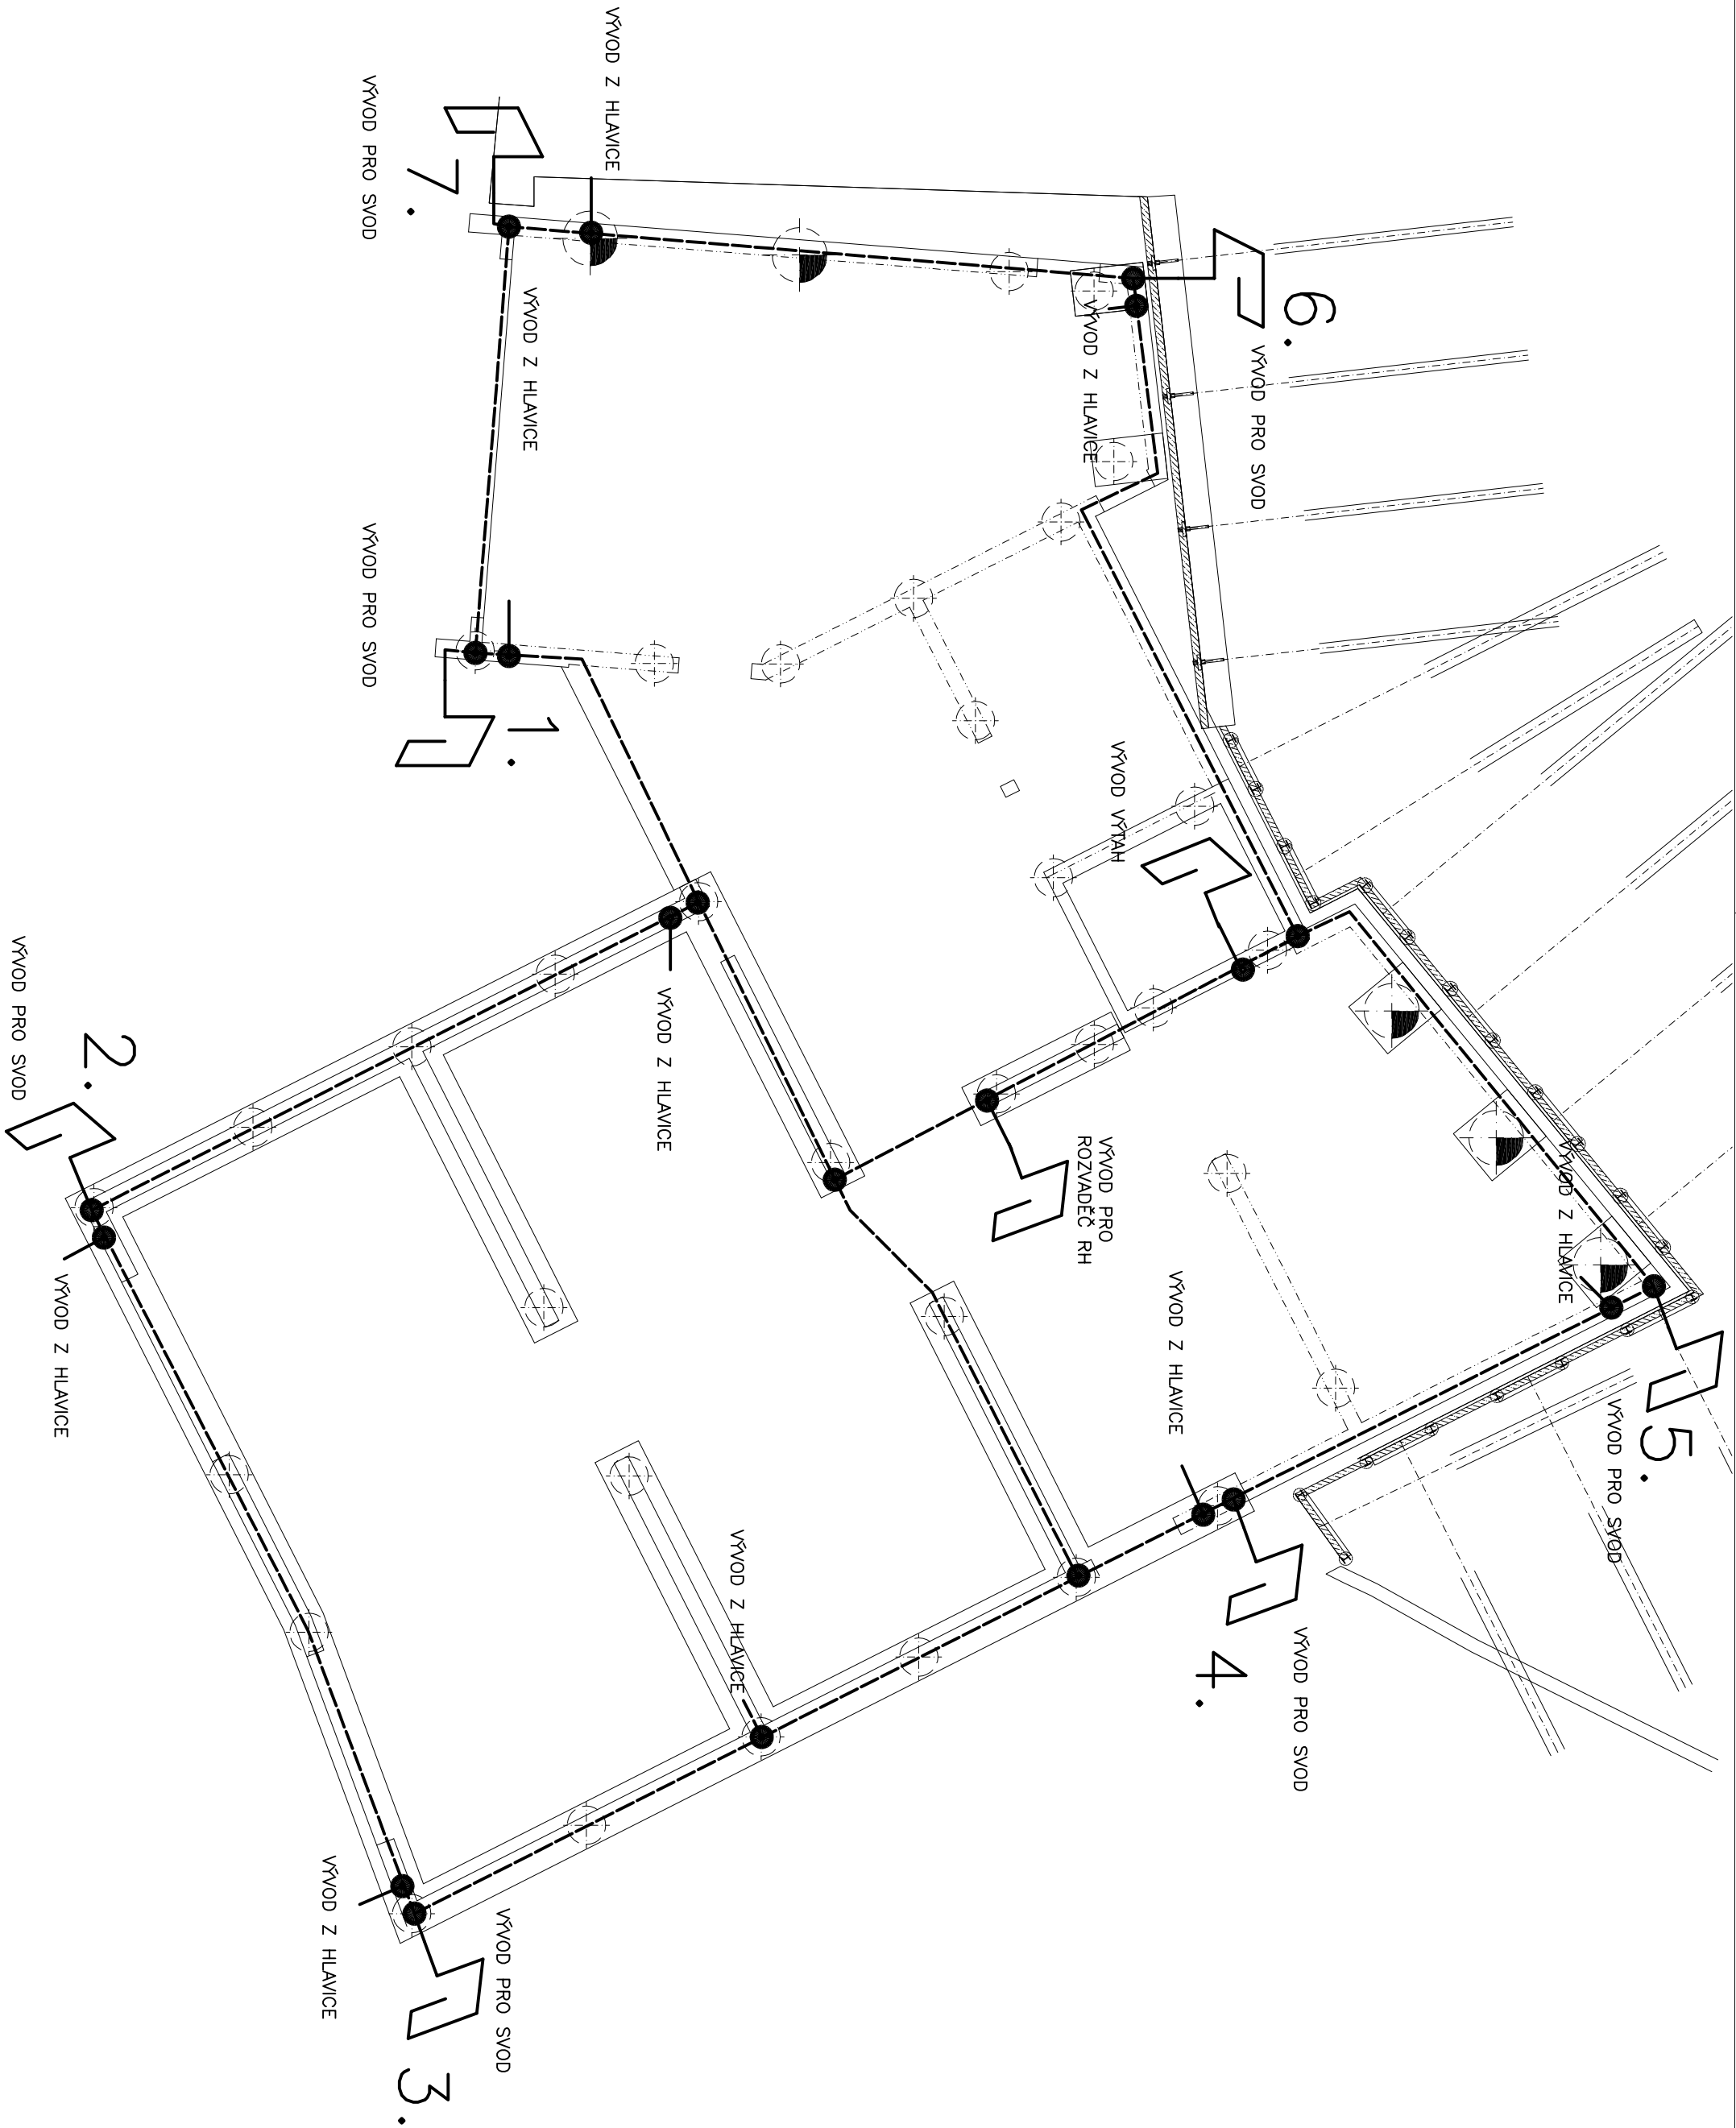 5.
VÝVOD PRO SVOD
VÝVOD Z HLAVICE
6.
VÝVOD PRO SVOD
VÝVOD PRO SVOD
4.
VÝVOD Z HLAVICE
VÝVOD VÝTAH
VÝVOD PRO
ROZVADĚČ RH
VÝVOD Z HLAVICE
VÝVOD Z HLAVICE
VÝVOD Z HLAVICE
VÝVOD Z HLAVICE
1.
VÝVOD Z HLAVICE
VÝVOD PRO SVOD
7.
3.
VÝVOD PRO SVOD
VÝVOD PRO SVOD
VÝVOD Z HLAVICE
2.
VÝVOD Z HLAVICE
VÝVOD PRO SVOD